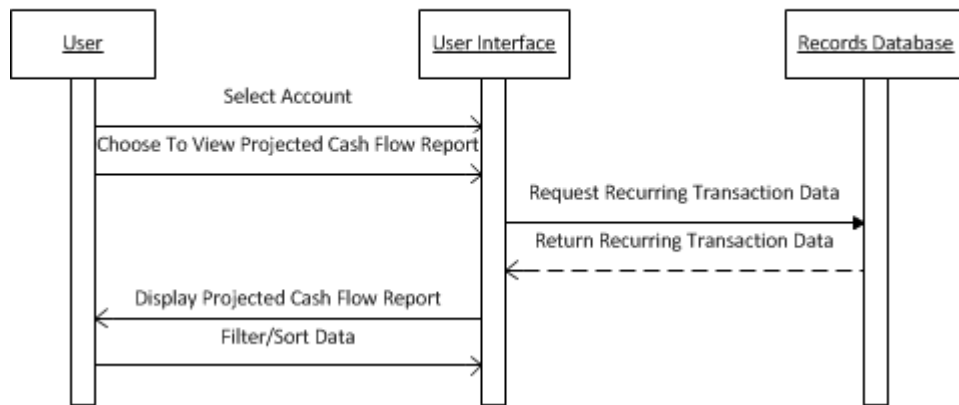 User
User Interface
Records Database
Select Account
Choose To View Projected Cash Flow Report
Request Recurring Transaction Data
Return Recurring Transaction Data
Display Projected Cash Flow Report
Filter/Sort Data